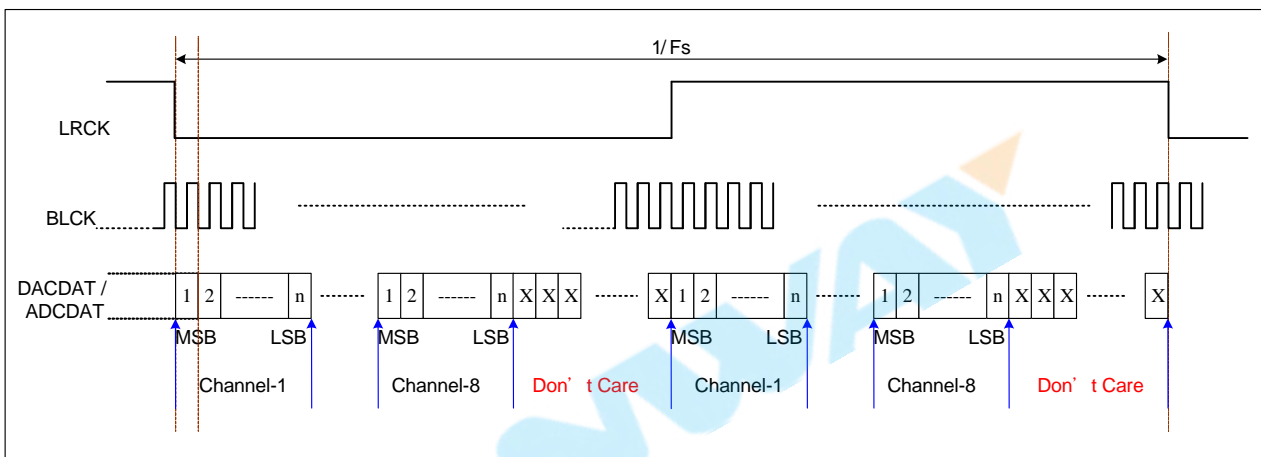 1/ Fs
LRCK
BLCK
DACDAT /
ADCDAT
1 2 ------ n 1 2 ------ n X X X X 1 2 ------ n 1 2 ------ n X X X X
MSB LSB MSB LSB MSB LSB MSB LSB
Channel-1 Channel-8 Don' t Care Channel-1 Channel-8 Don' t Care